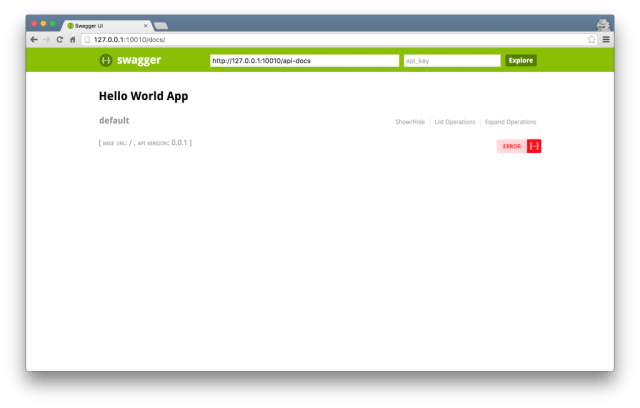 Swagger UI
127.0.0.1:10010/docs/
{···} swagger
http://127.0.0.1:10010/api-docs
api_key
Explore
Hello World App
default
Show/Hide
List Operations
Expand Operations
[ BASE URL: / , API VERSION: 0.0.1 ]
ERROR {···}